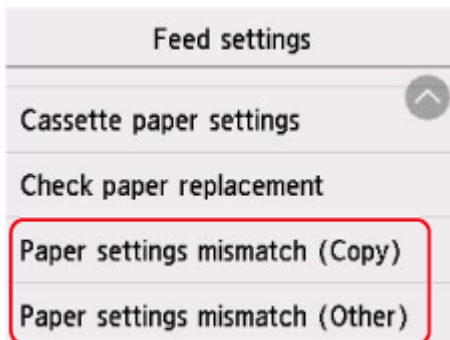 Feed settings
Cassette paper settings
Check paper replacement
Paper settings mismatch (Copy)
Paper settings mismatch (Other)